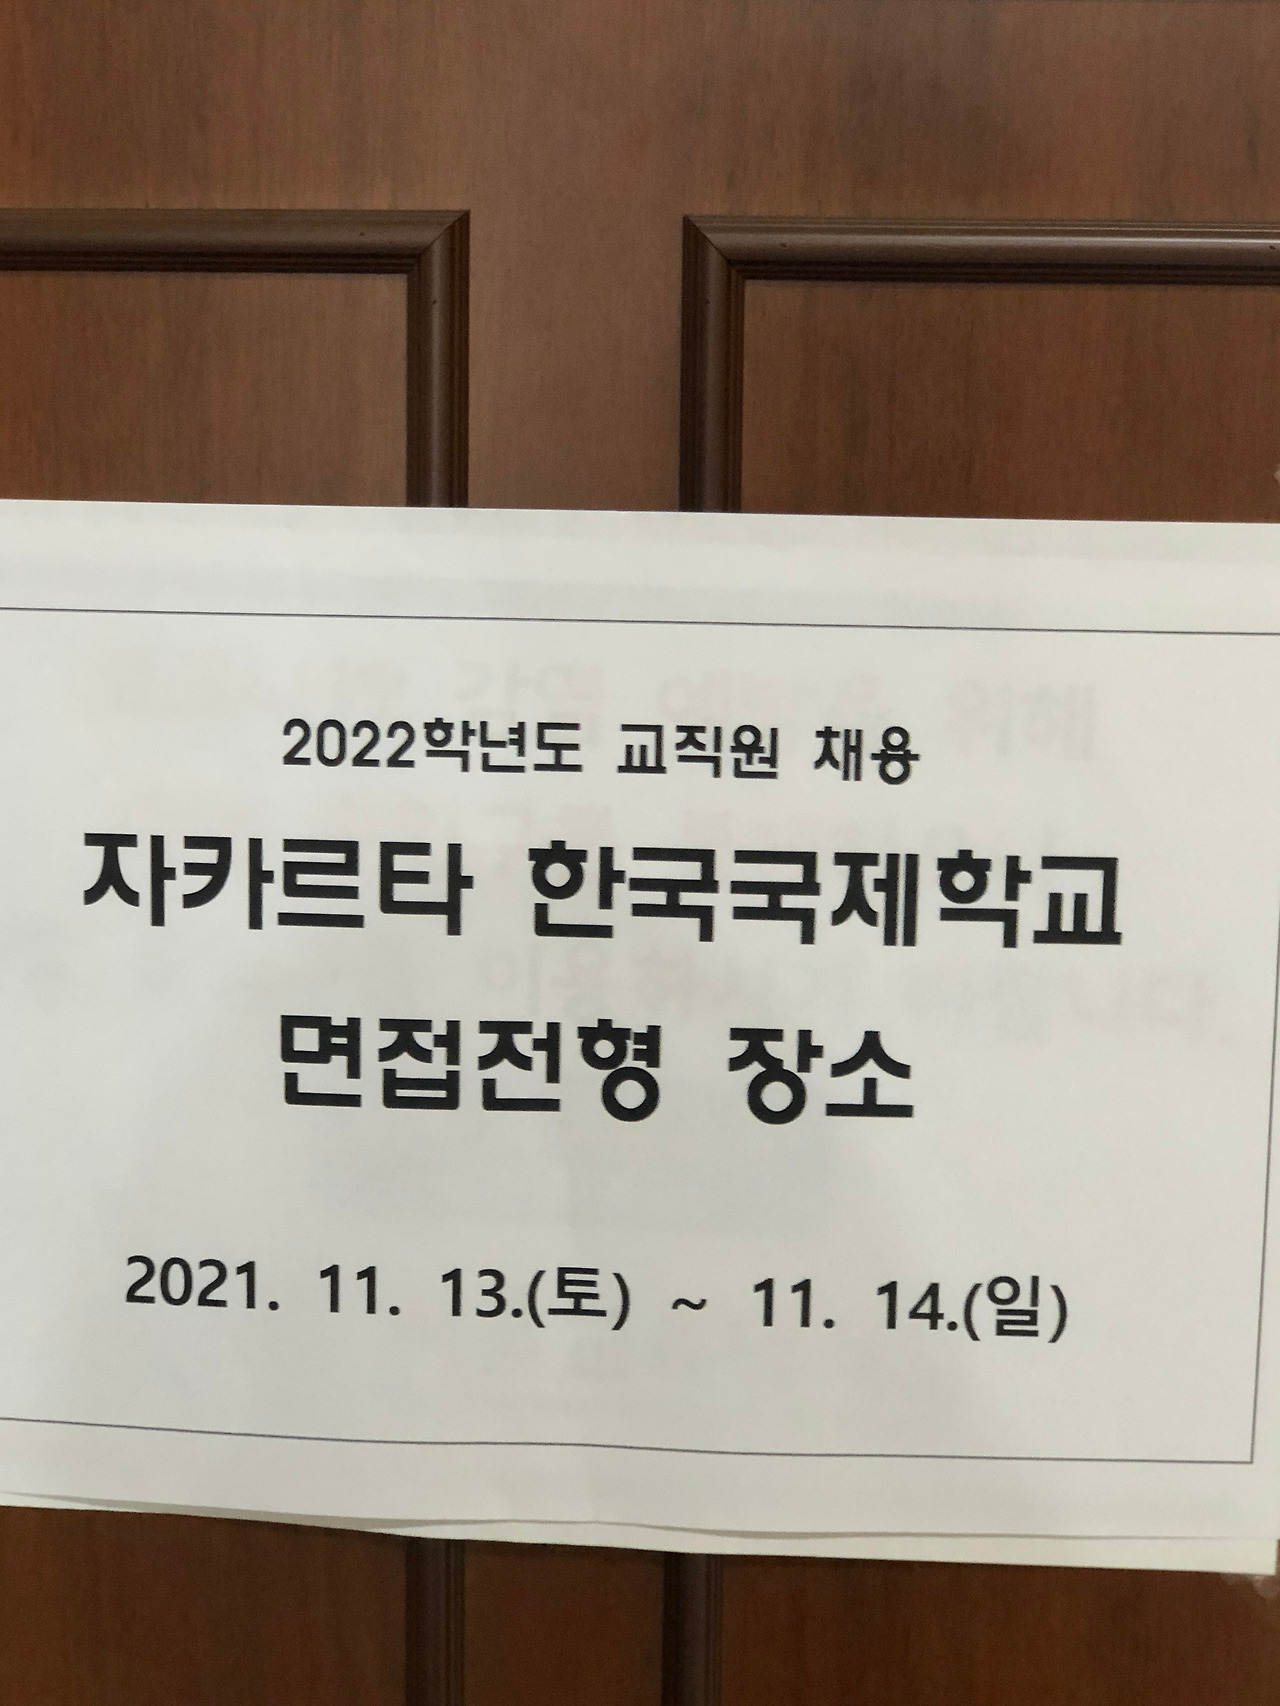 2022학년도 교직원 채용
자카르타 한국국제학교
면접전형 장소
2021. 11. 13.(토) ~ 11. 14.(일)